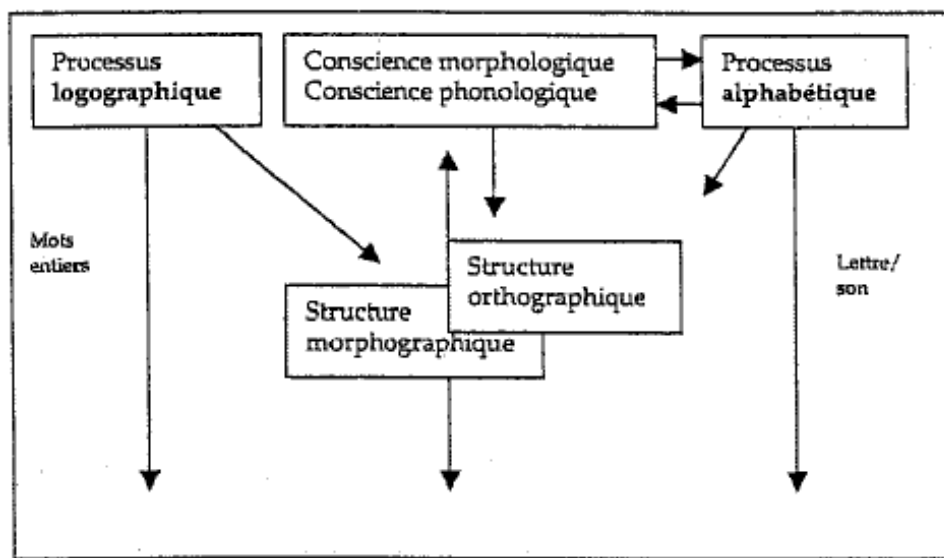 Processus
logographique
Conscience morphologique
Conscience phonologique
Processus
alphabétique
Mots
entiers
Structure
orthographique
Structure
morphographique
Lettre/
son